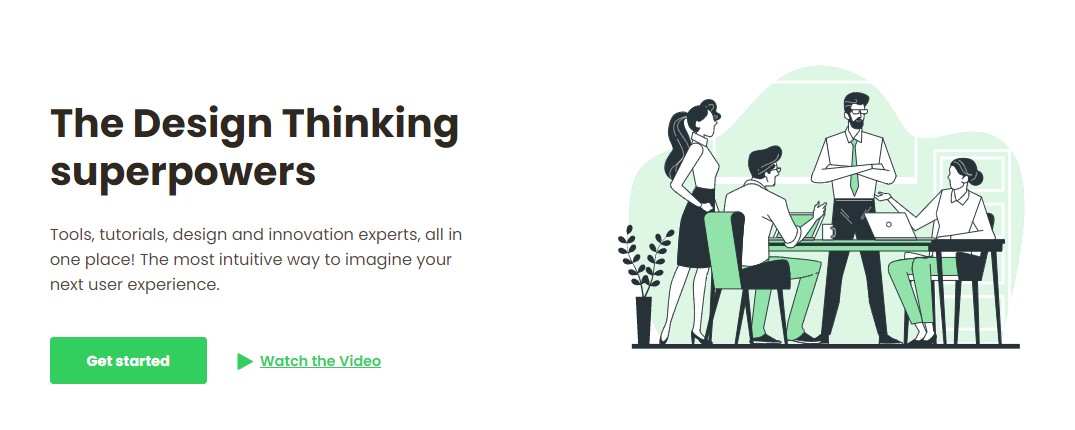 The Design Thinking
superpowers
Tools, tutorials, design and innovation experts, all in
one place! The most intuitive way to imagine your
next user experience.
Get started
Watch the Video